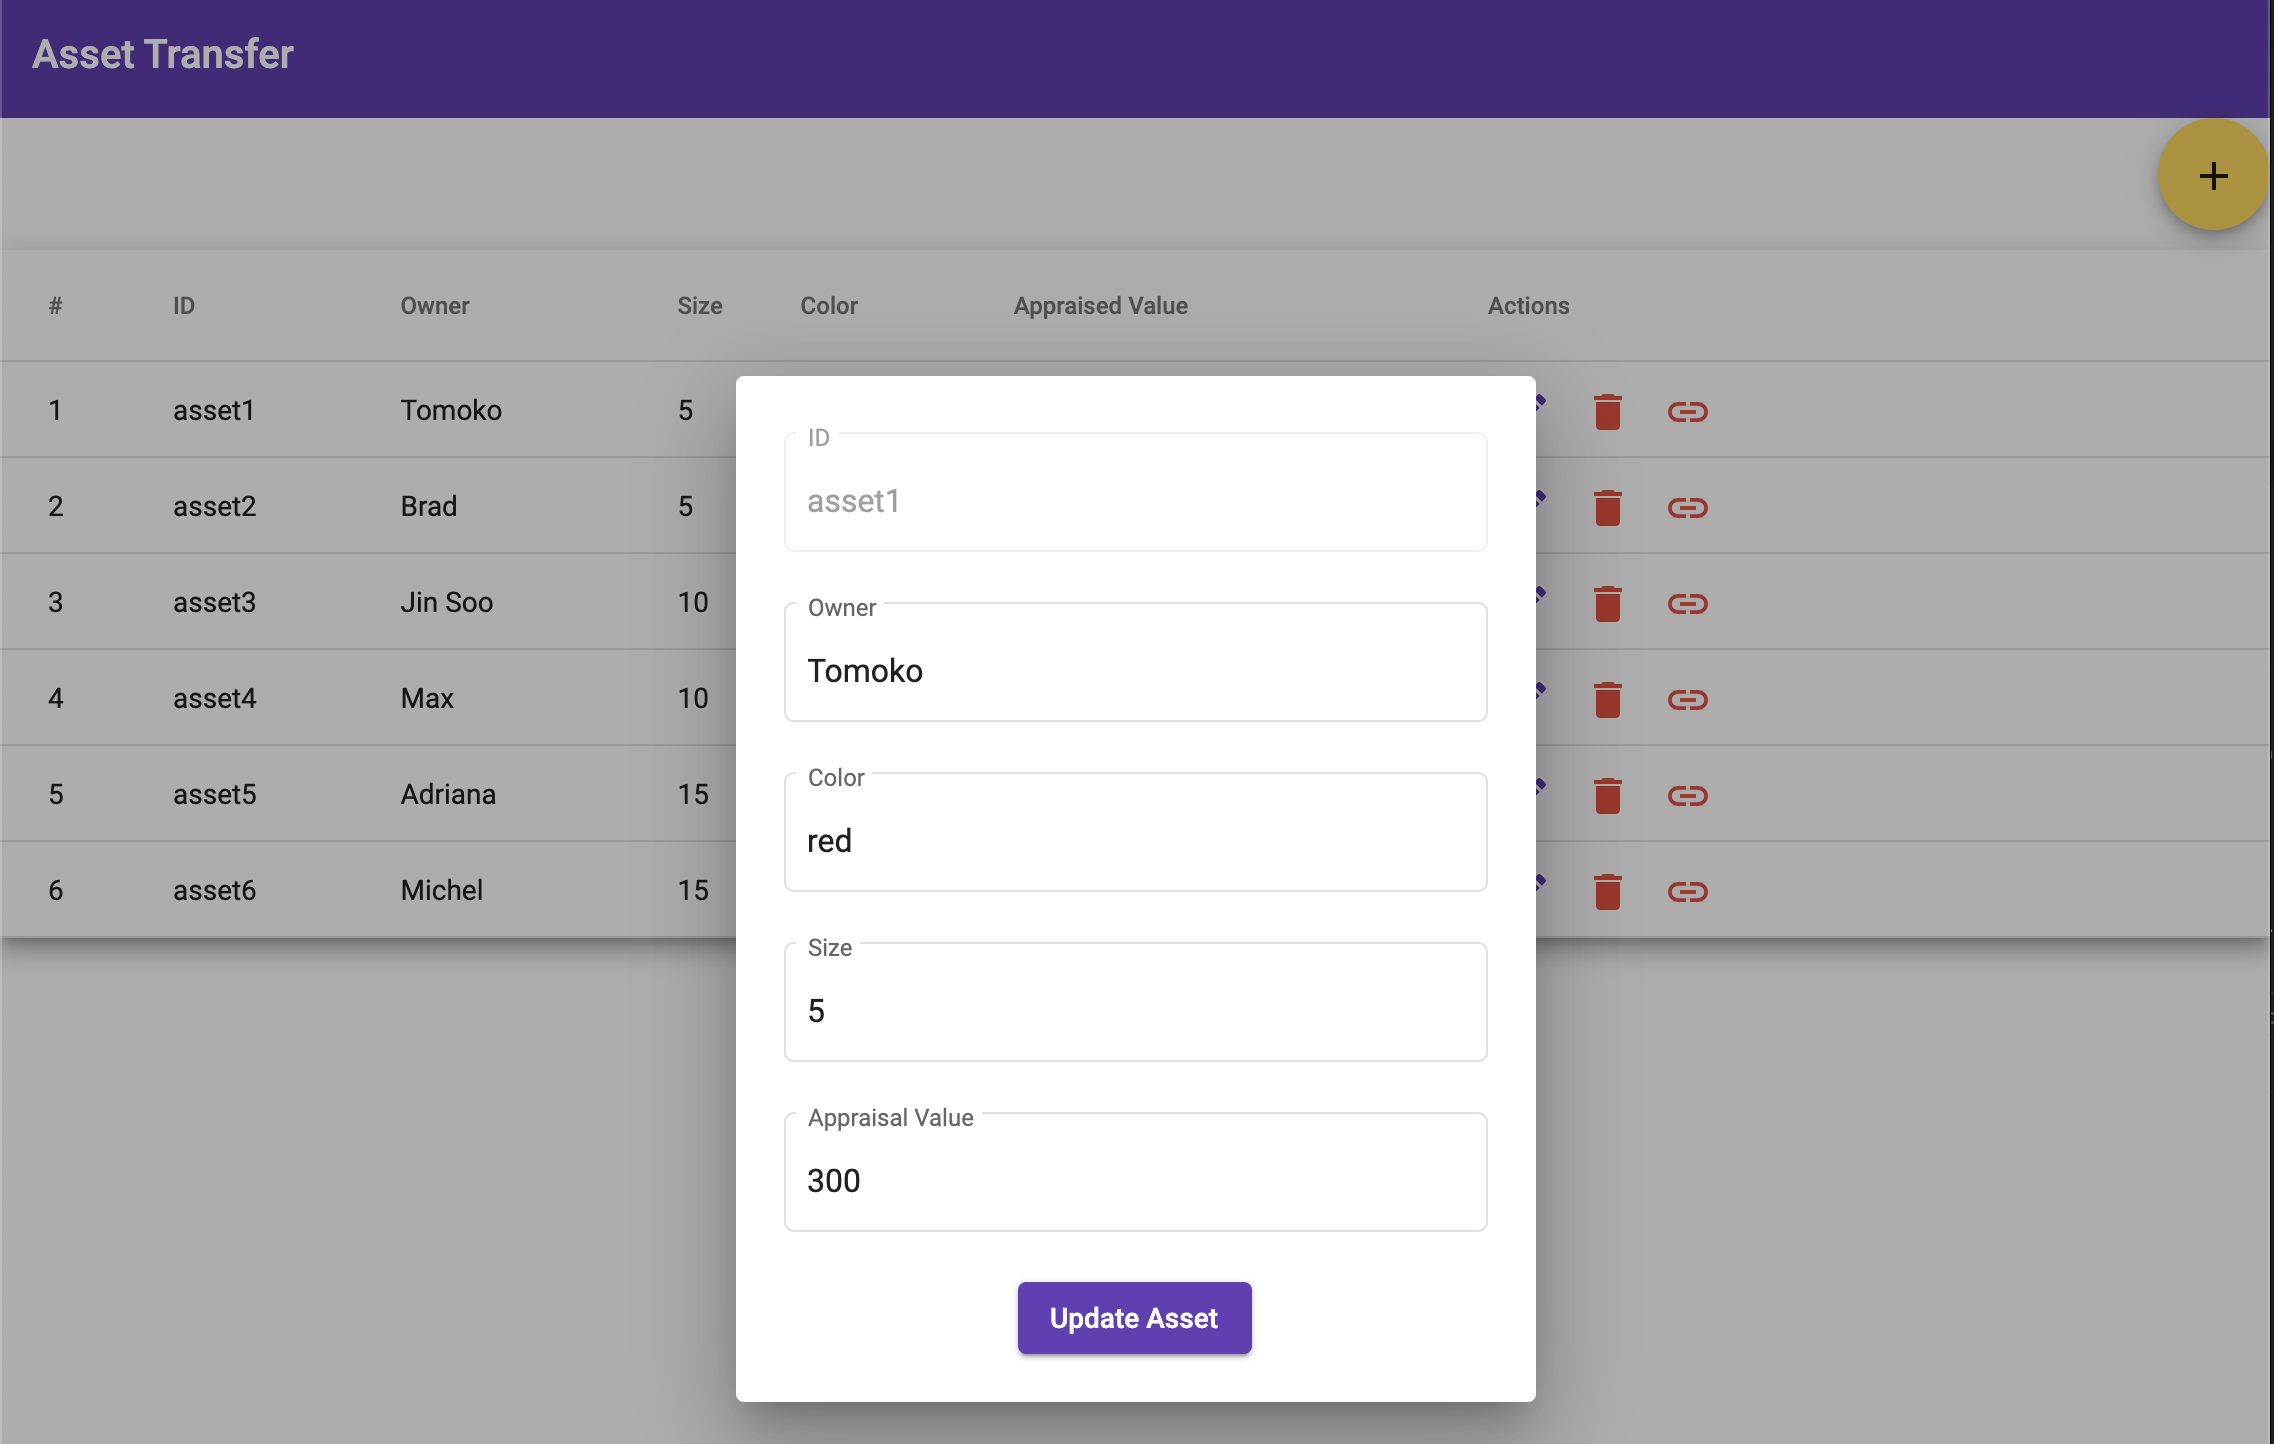 Asset Transfer
+
# ID Owner Size Color Appraised Value Actions
1 asset1 Tomoko 5
2 asset2 Brad 5
3 asset3 Jin Soo 10
4 asset4 Max 10
5 asset5 Adriana 15
6 asset6 Michel 15
ID
asset1
Owner
Tomoko
Color
red
Size
5
Appraisal Value
300
Update Asset